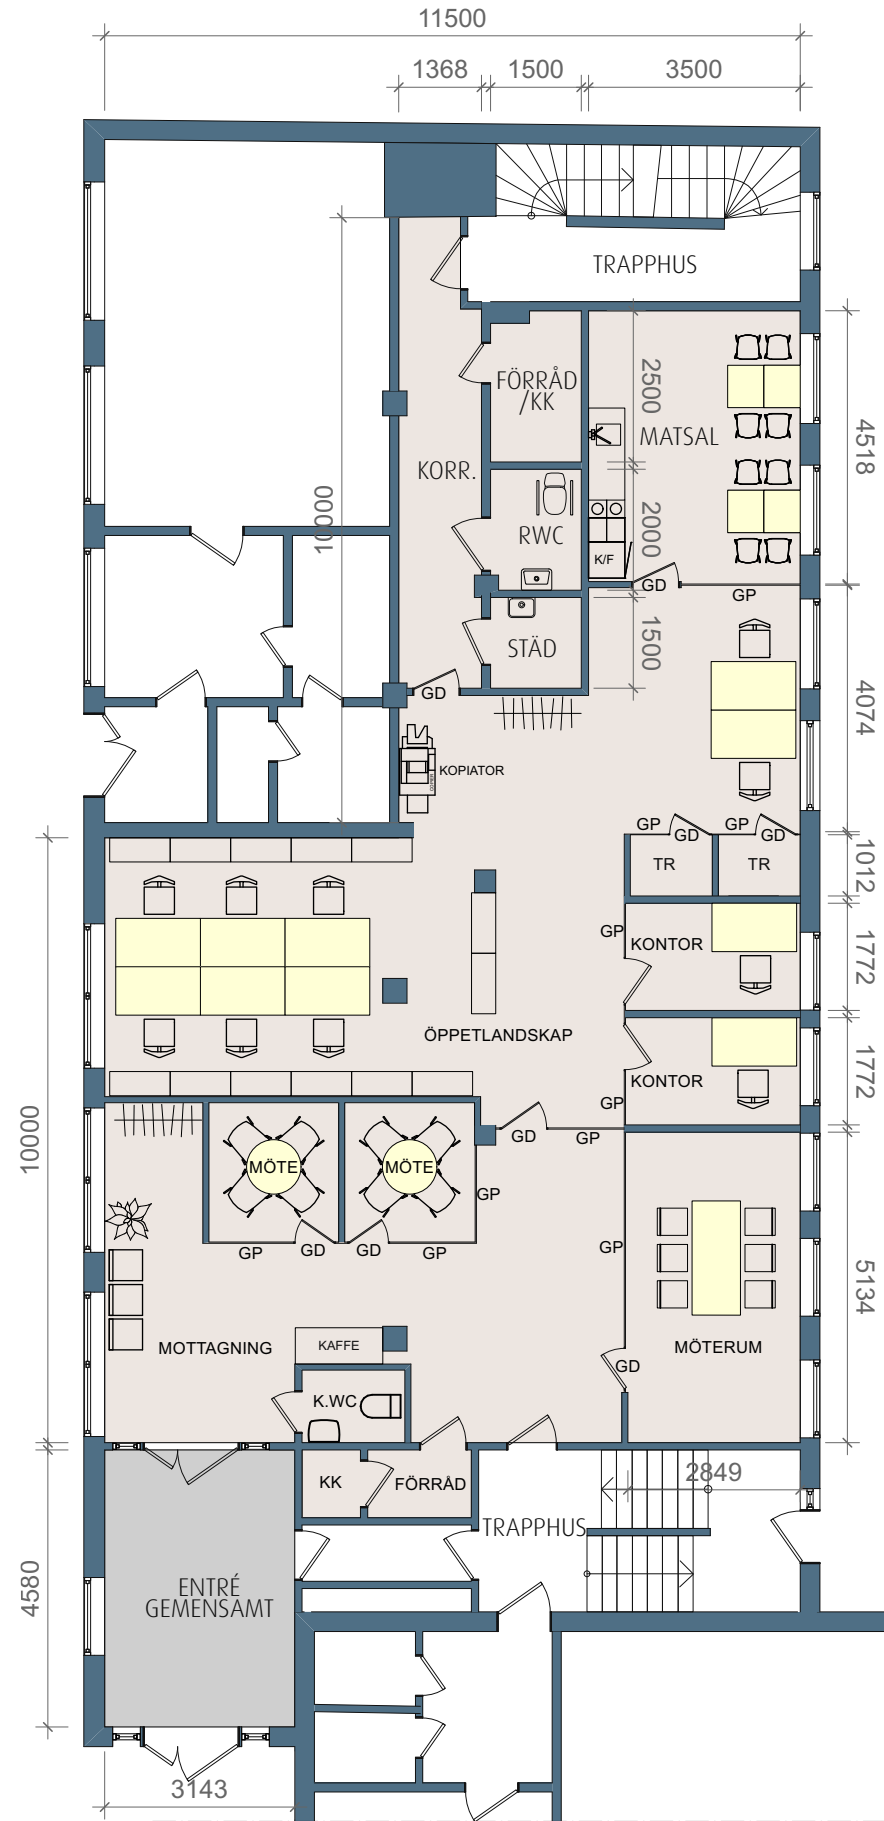 11500
1368
1500
3500
TRAPPHUS
FÖRRÅD
/KK
2500
MATSAL
4518
KORR.
10000
RWC
2000
K/F
GD
GP
STÄD
1500
GD
4074
KOPIATOR
GP
GD
GP
GD
TR
TR
1012
GP
KONTOR
1772
ÖPPETLANDSKAP
KONTOR
1772
GP
10000
GD
GP
MÖTE
MÖTE
GP
GP
GD
GD
GP
GP
5134
MOTTAGNING
KAFFE
MÖTERUM
GD
K.WC
KK
FÖRRÅD
2849
TRAPPHUS
4580
ENTRÉ
GEMENSAMT
3143